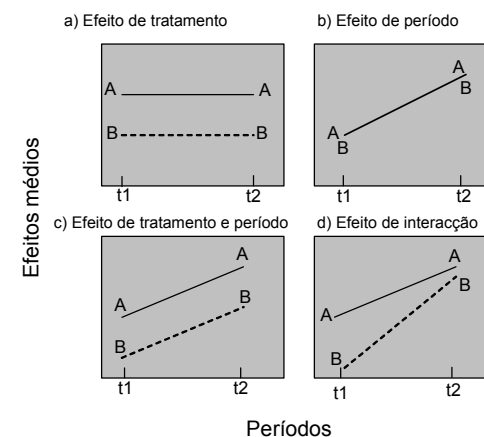 a) Efeito de tratamento
A A
B B
t1 t2
b) Efeito de período
A
B
A
B
t1 t2
c) Efeito de tratamento e período
A
B
A
B
t1 t2
d) Efeito de interacção
A
B
A
B
t1 t2
Efeitos médios
Períodos